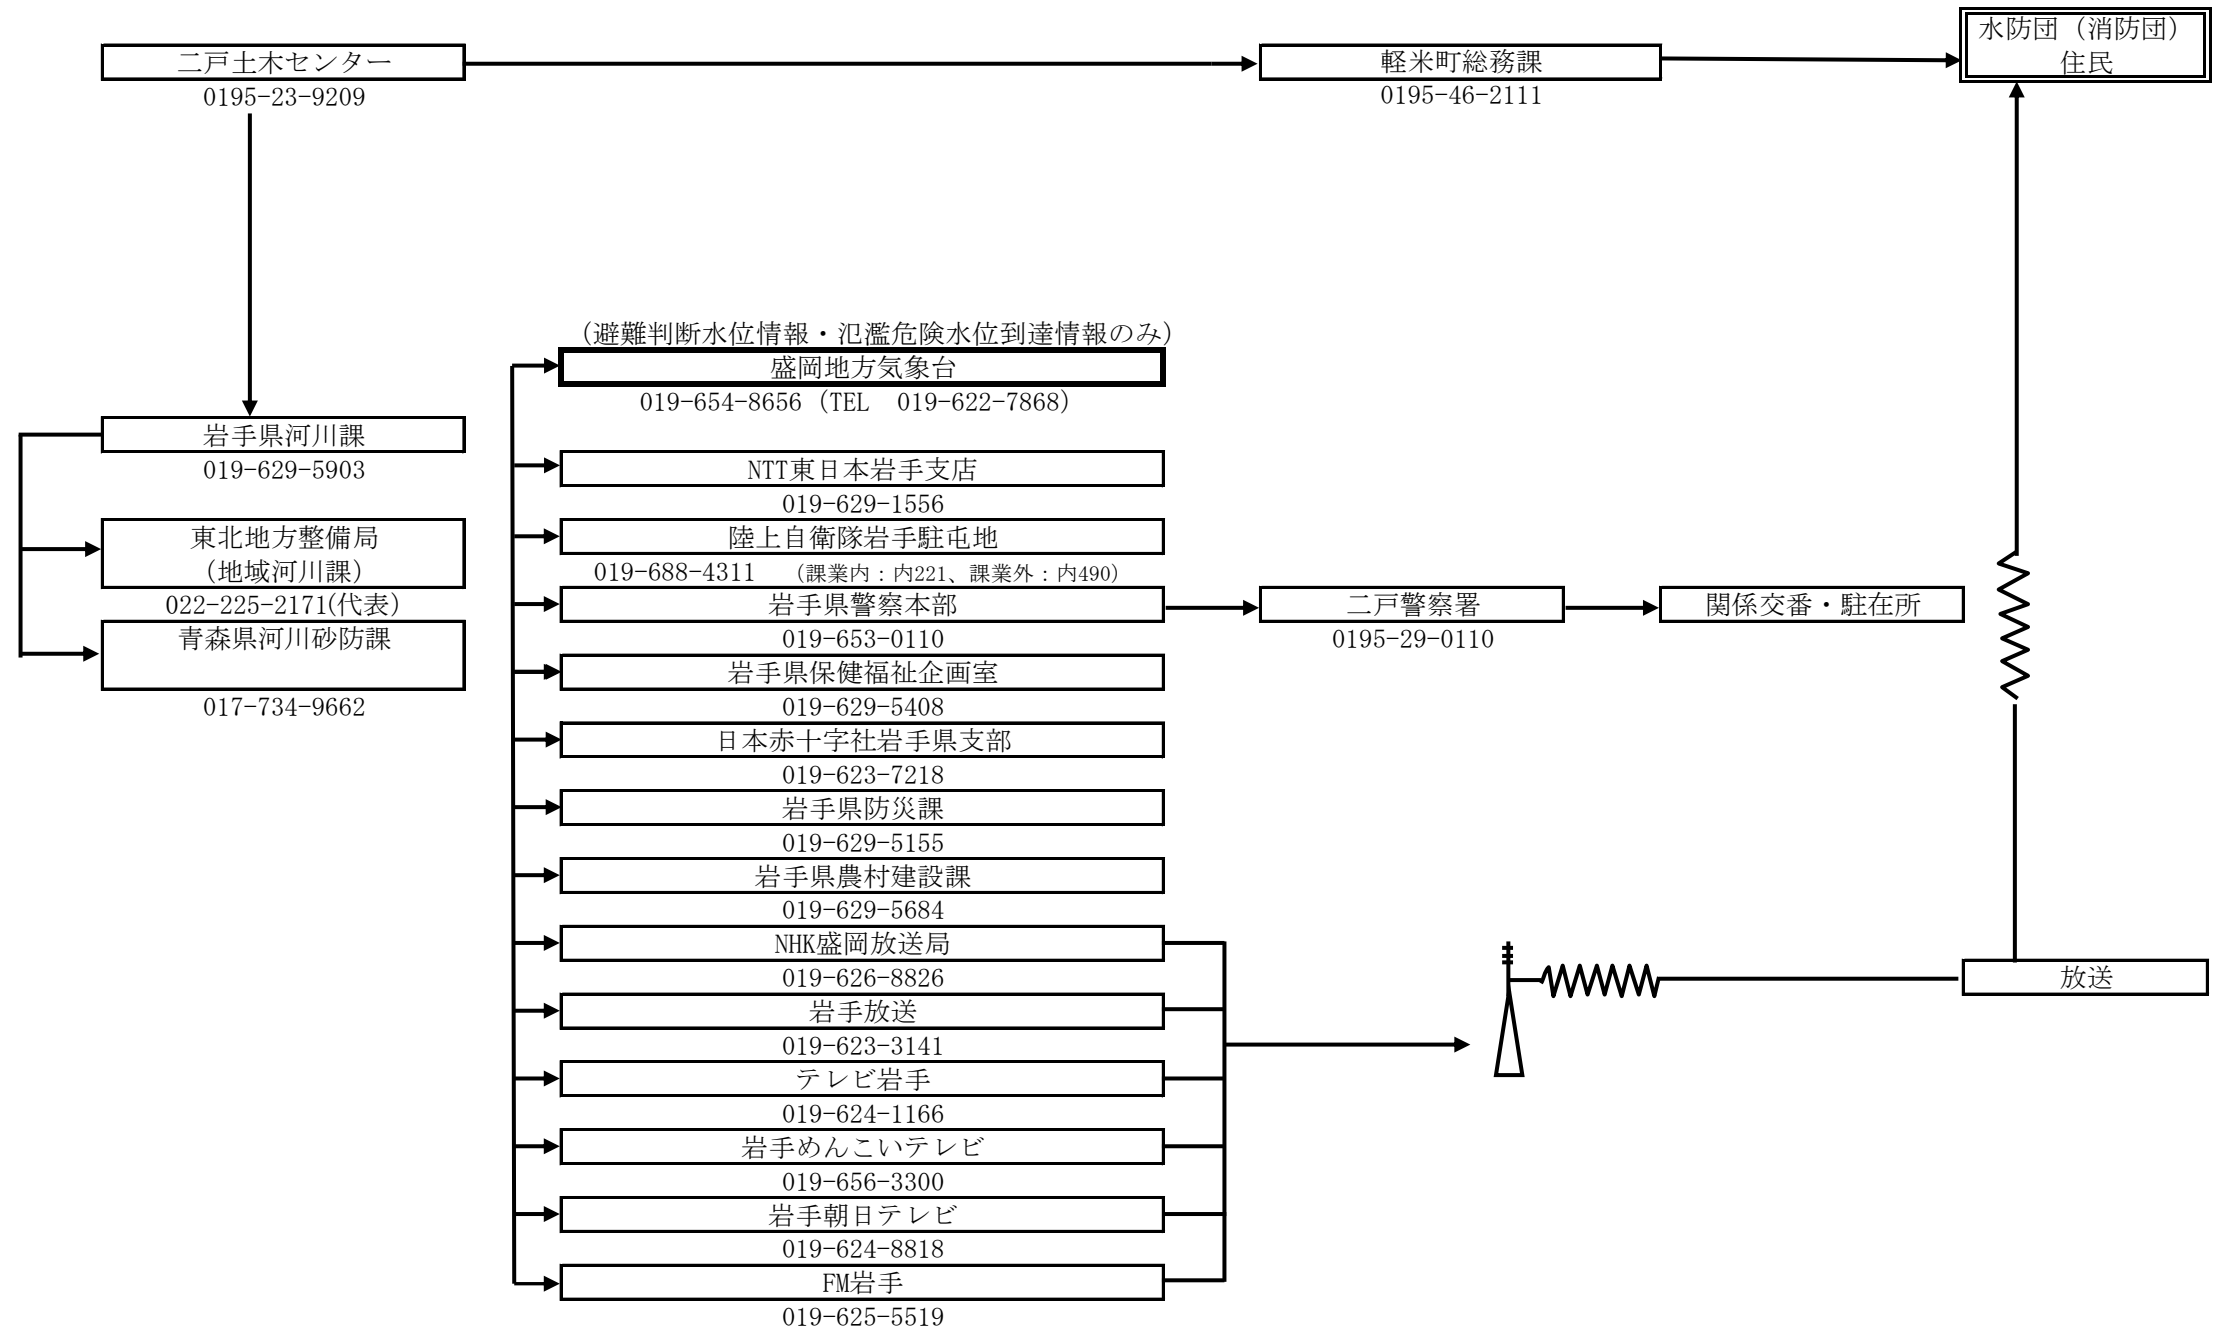 二戸土木センター
0195-23-9209
軽米町総務課
0195-46-2111
水防団（消防団）
住民
岩手県河川課
019-629-5903
東北地方整備局
（地域河川課）
022-225-2171(代表）
青森県河川砂防課
017-734-9662
（避難判断水位情報・氾濫危険水位到達情報のみ）
盛岡地方気象台
019-654-8656（TEL　019-622-7868）
NTT東日本岩手支店
019-629-1556
陸上自衛隊岩手駐屯地
019-688-4311　（課業内：内221、課業外：内490）
岩手県警察本部
019-653-0110
二戸警察署
0195-29-0110
関係交番・駐在所
岩手県保健福祉企画室
019-629-5408
日本赤十字社岩手県支部
019-623-7218
岩手県防災課
019-629-5155
岩手県農村建設課
019-629-5684
NHK盛岡放送局
019-626-8826
岩手放送
019-623-3141
テレビ岩手
019-624-1166
岩手めんこいテレビ
019-656-3300
岩手朝日テレビ
019-624-8818
FM岩手
019-625-5519
放送